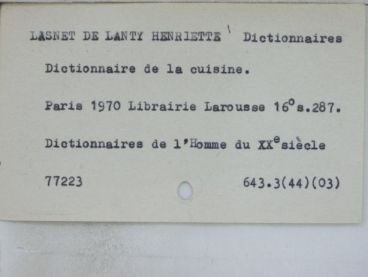 LASNET DE LANTY HENRIETTE ' Dictionnaires
Dictionnaire de la cuisine.
Paris 1970 Librairie Larousse 16° s.287.
Dictionnaires de l'Homme du XXe siècle
77223 643.3(44)(03)